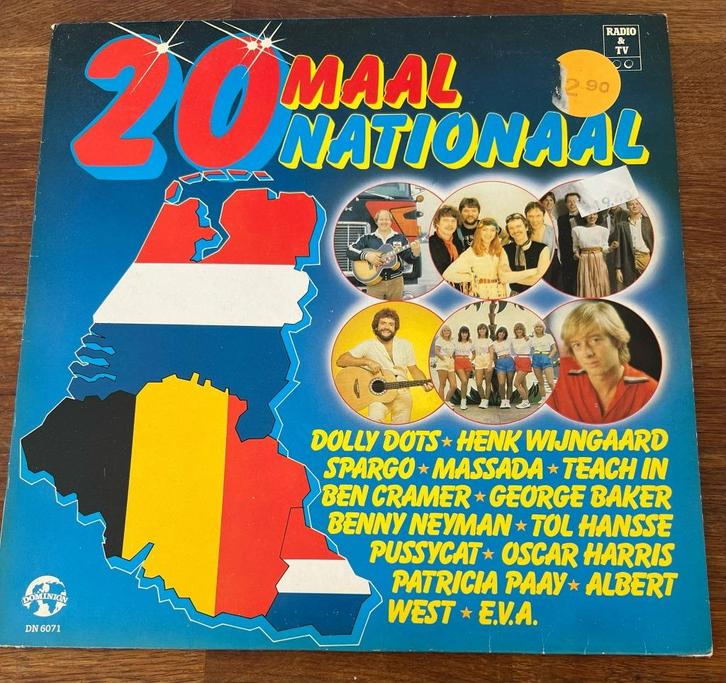 20 MAAL
NATIONAAL
RADIO
&
TV
2.90
DOLLY DOTS ★ HENK WIJNGAARD
SPARGO ★ MASSADA ★ TEACH IN
BEN CRAMER ★ GEORGE BAKER
BENNY NEYMAN ★ TOL HANSSE
PUSSYCAT ★ OSCAR HARRIS
PATRICIA PAAY ★ ALBERT
WEST ★ E.V.A.
DOMINION
DN 6071